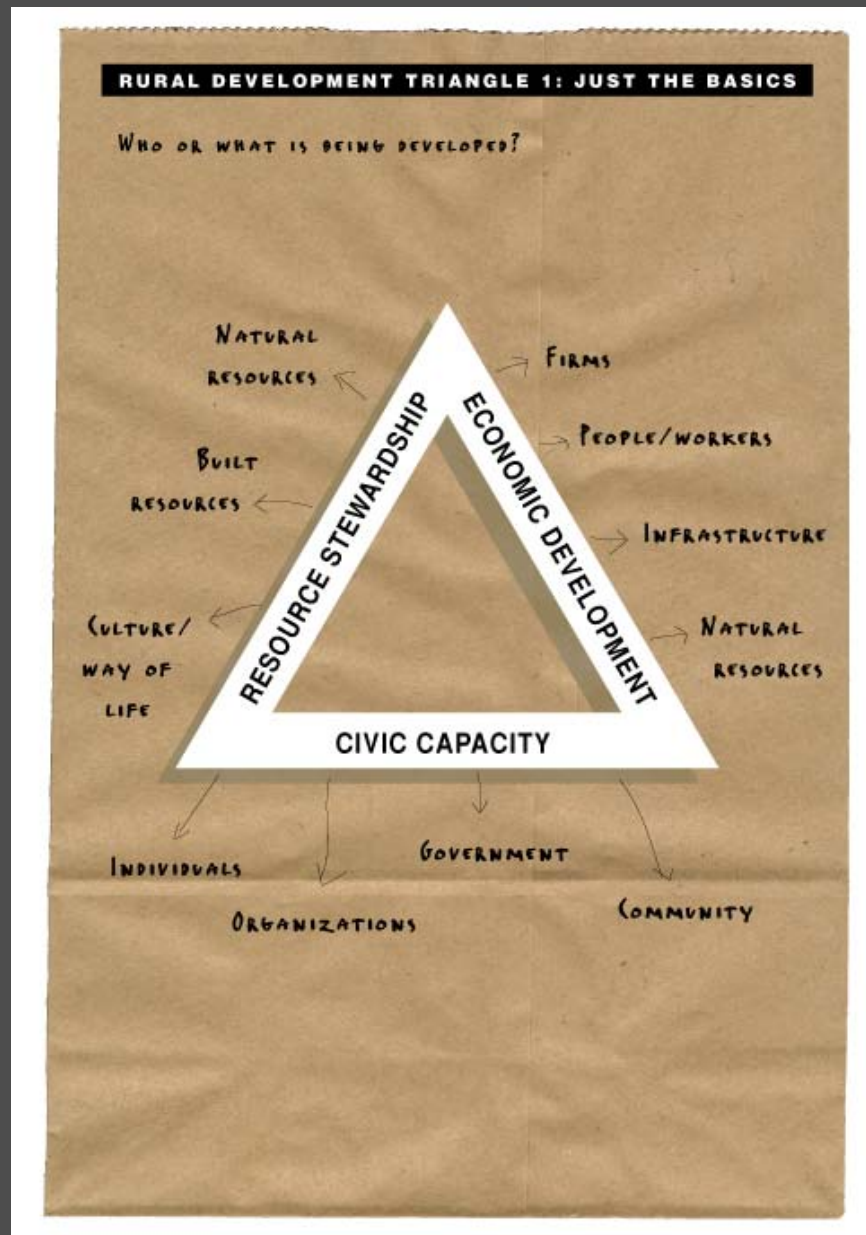 RURAL DEVELOPMENT TRIANGLE 1: JUST THE BASICS
WHO OR WHAT IS BEING DEVELOPED?
NATURAL
RESOURCES
BUILT
RESOURCES
CULTURE/
WAY OF
LIFE
RESOURCE STEWARDSHIP
ECONOMIC DEVELOPMENT
FIRMS
PEOPLE/WORKERS
INFRASTRUCTURE
NATURAL
RESOURCES
CIVIC CAPACITY
INDIVIDUALS
ORGANIZATIONS
GOVERNMENT
COMMUNITY